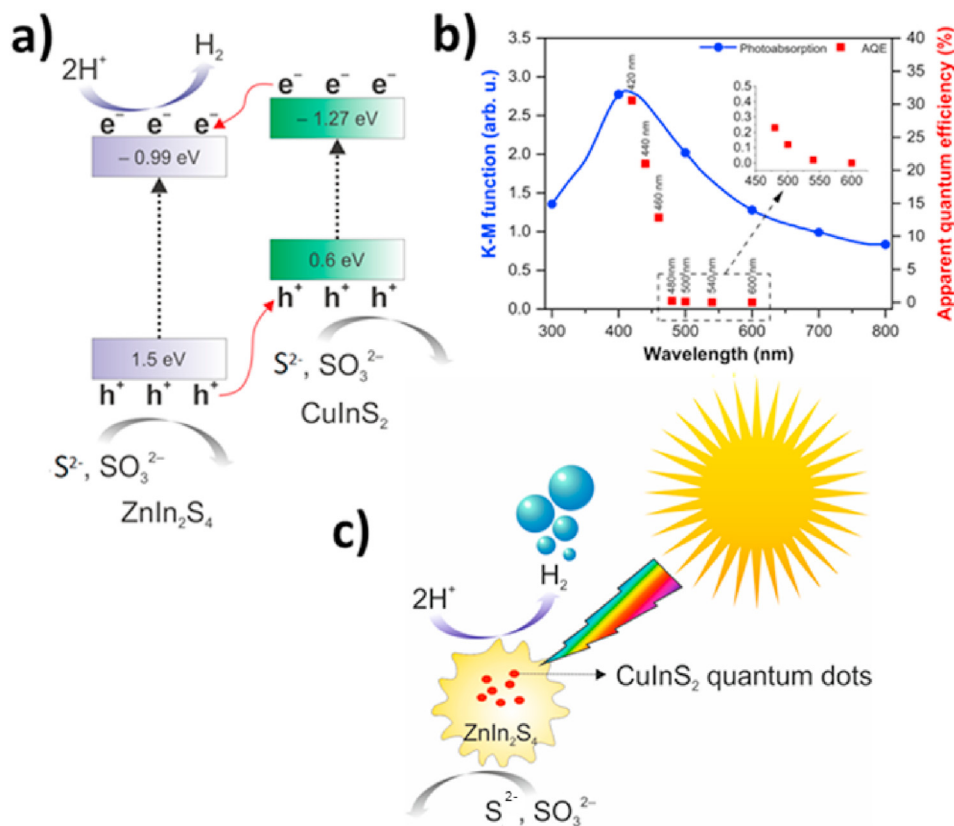 a)
2H⁺
H₂
e⁻ e⁻ e⁻
– 0.99 eV
1.5 eV
h⁺ h⁺ h⁺
S²⁻, SO₃²⁻
ZnIn₂S₄
e⁻ e⁻ e⁻
– 1.27 eV
0.6 eV
h⁺ h⁺ h⁺
S²⁻, SO₃²⁻
CuInS₂
b)
Photoabsorption
AQE
K-M function (arb. u.)
3.5
3.0
2.5
2.0
1.5
1.0
0.5
0.0
300 400 500 600 700 800
Wavelength (nm)
Apparent quantum efficiency (%)
40
35
30
25
20
15
10
5
0
420 nm
440 nm
460 nm
480nm
500 nm
540 nm
600 nm
0.5
0.4
0.3
0.2
0.1
0.0
450 500 550 600
c)
H₂
2H⁺
CuInS₂ quantum dots
ZnIn₂S₄
S²⁻, SO₃²⁻